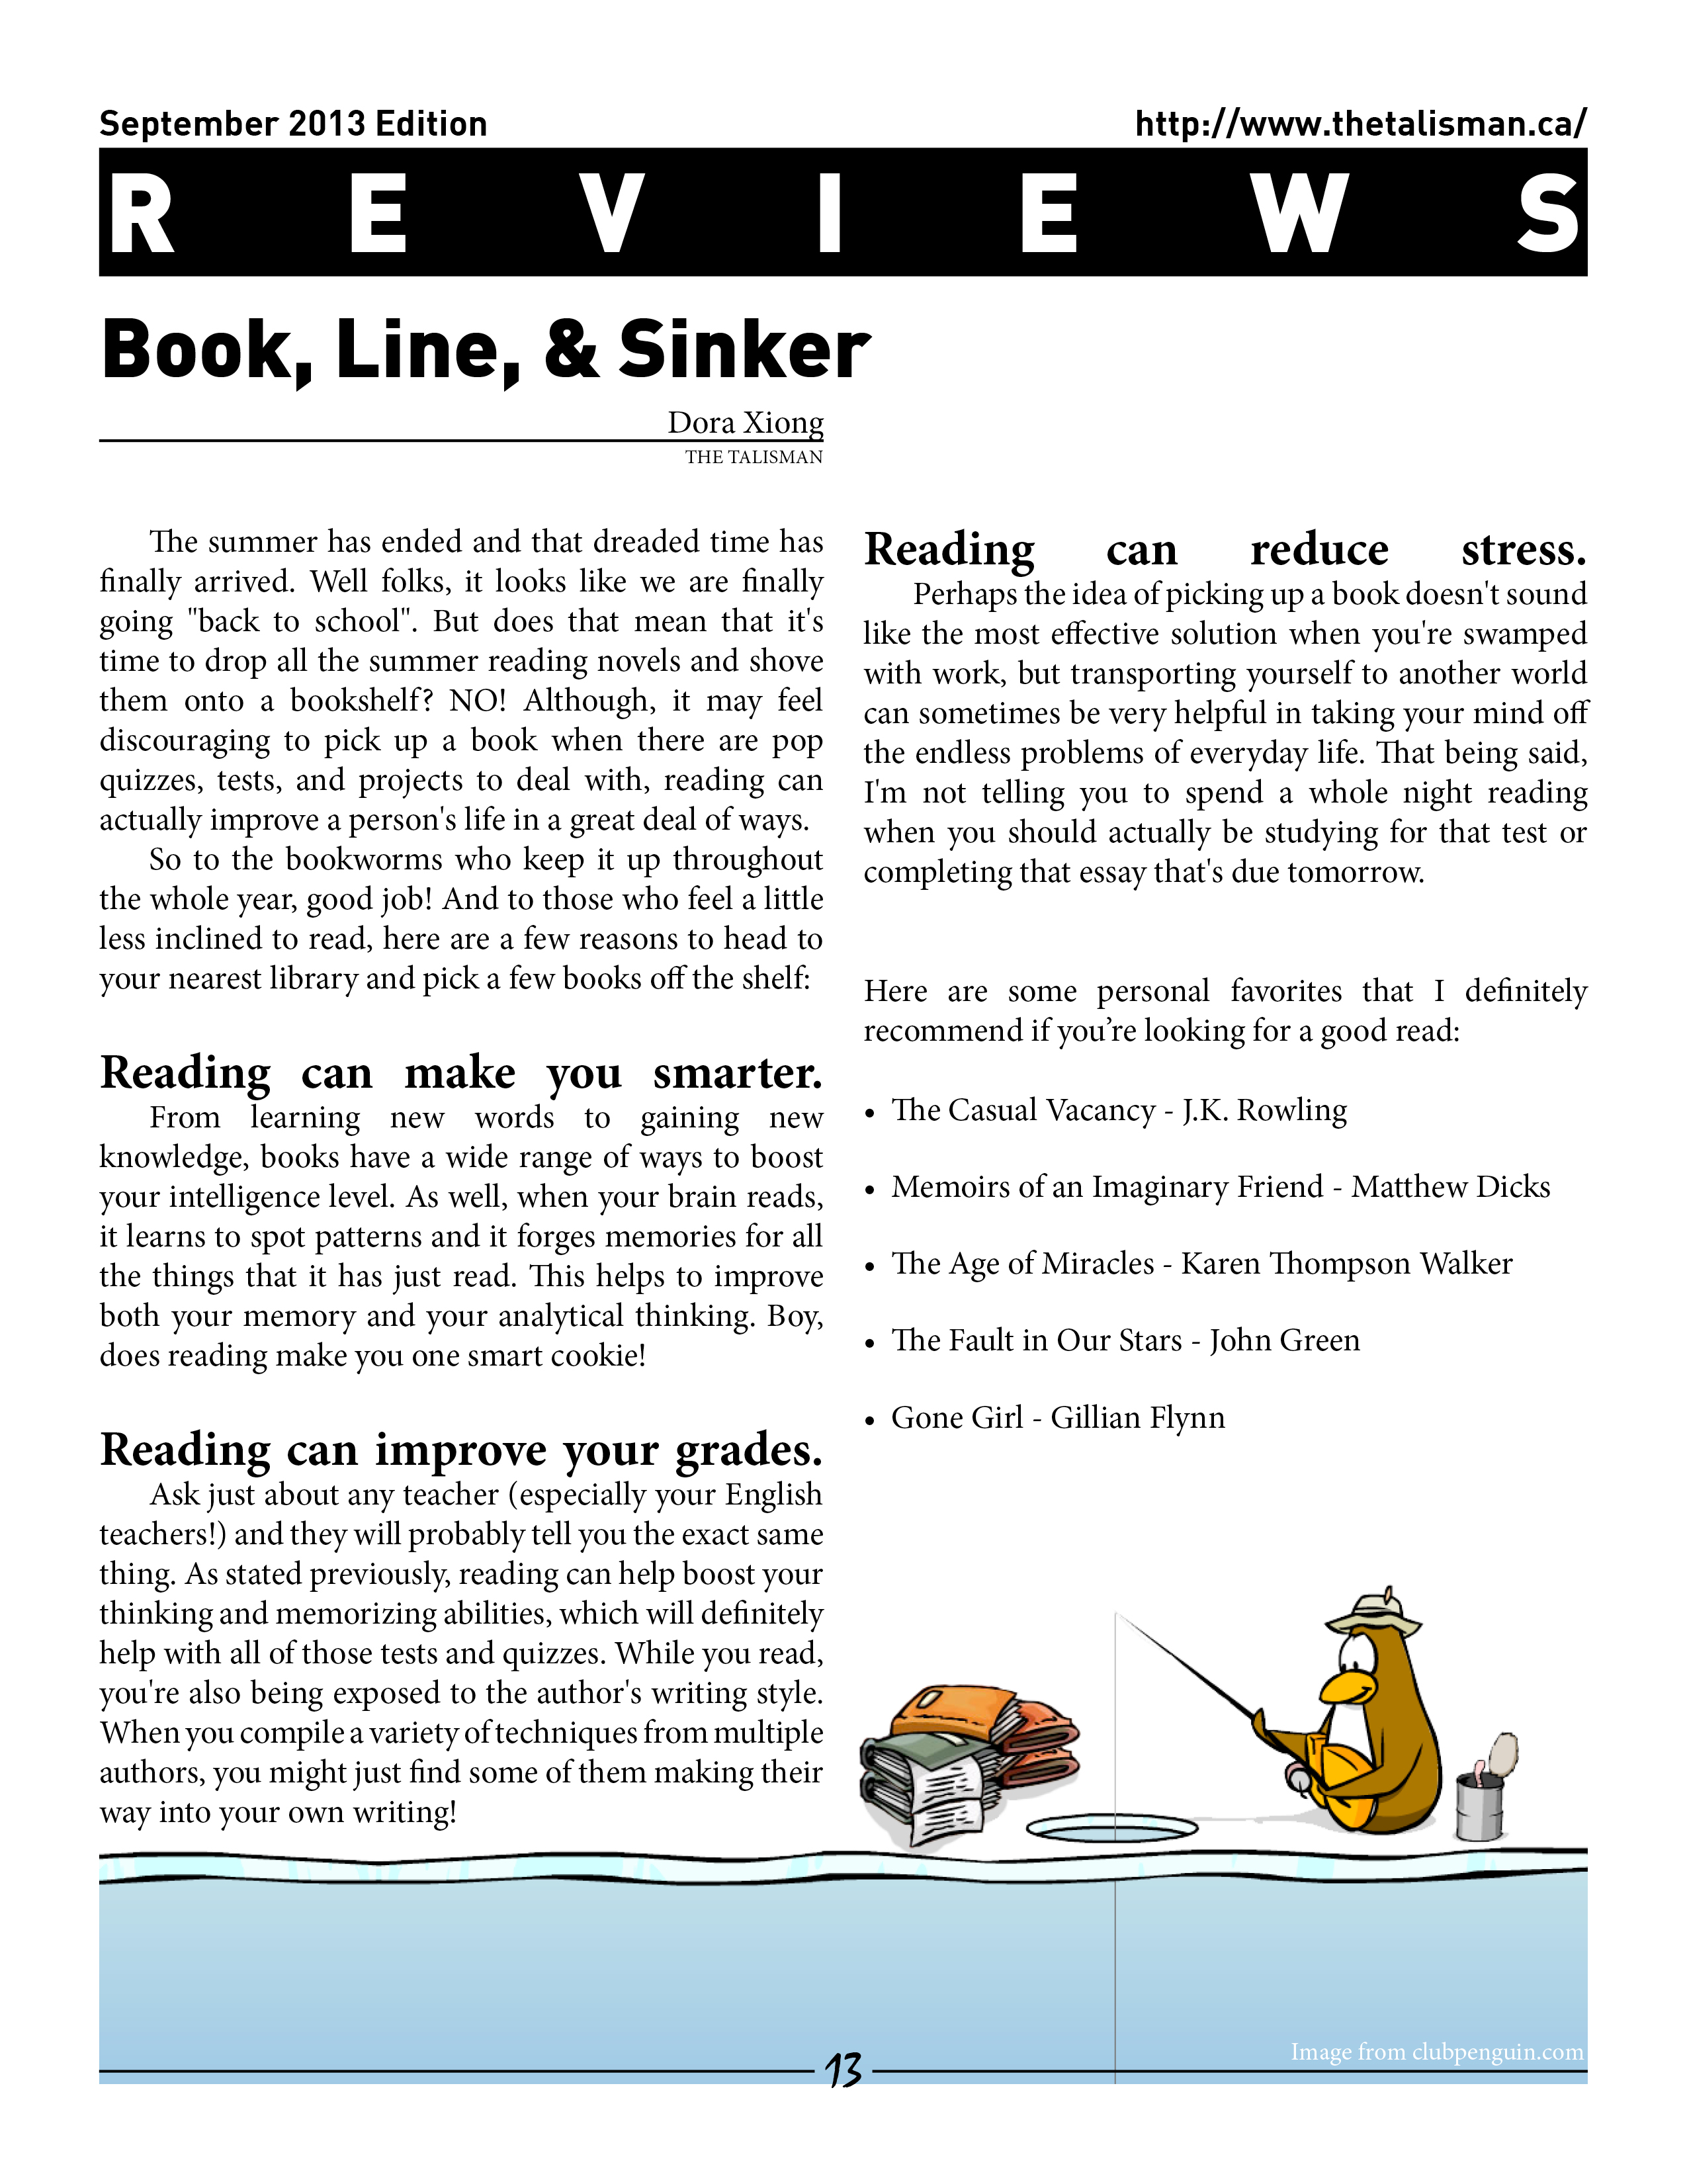 September 2013 Edition
http://www.thetalisman.ca/
REVIEWS
Book, Line, & Sinker
Dora Xiong
THE TALISMAN
The summer has ended and that dreaded time has
finally arrived. Well folks, it looks like we are finally
going "back to school". But does that mean that it's
time to drop all the summer reading novels and shove
them onto a bookshelf? NO! Although, it may feel
discouraging to pick up a book when there are pop
quizzes, tests, and projects to deal with, reading can
actually improve a person's life in a great deal of ways.
So to the bookworms who keep it up throughout
the whole year, good job! And to those who feel a little
less inclined to read, here are a few reasons to head to
your nearest library and pick a few books off the shelf:
Reading can make you smarter.
From learning new words to gaining new
knowledge, books have a wide range of ways to boost
your intelligence level. As well, when your brain reads,
it learns to spot patterns and it forges memories for all
the things that it has just read. This helps to improve
both your memory and your analytical thinking. Boy,
does reading make you one smart cookie!
Reading can improve your grades.
Ask just about any teacher (especially your English
teachers!) and they will probably tell you the exact same
thing. As stated previously, reading can help boost your
thinking and memorizing abilities, which will definitely
help with all of those tests and quizzes. While you read,
you're also being exposed to the author's writing style.
When you compile a variety of techniques from multiple
authors, you might just find some of them making their
way into your own writing!
Reading can reduce stress.
Perhaps the idea of picking up a book doesn't sound
like the most effective solution when you're swamped
with work, but transporting yourself to another world
can sometimes be very helpful in taking your mind off
the endless problems of everyday life. That being said,
I'm not telling you to spend a whole night reading
when you should actually be studying for that test or
completing that essay that's due tomorrow.
Here are some personal favorites that I definitely
recommend if you’re looking for a good read:
• The Casual Vacancy - J.K. Rowling
• Memoirs of an Imaginary Friend - Matthew Dicks
• The Age of Miracles - Karen Thompson Walker
• The Fault in Our Stars - John Green
• Gone Girl - Gillian Flynn
Image from clubpenguin.com
13